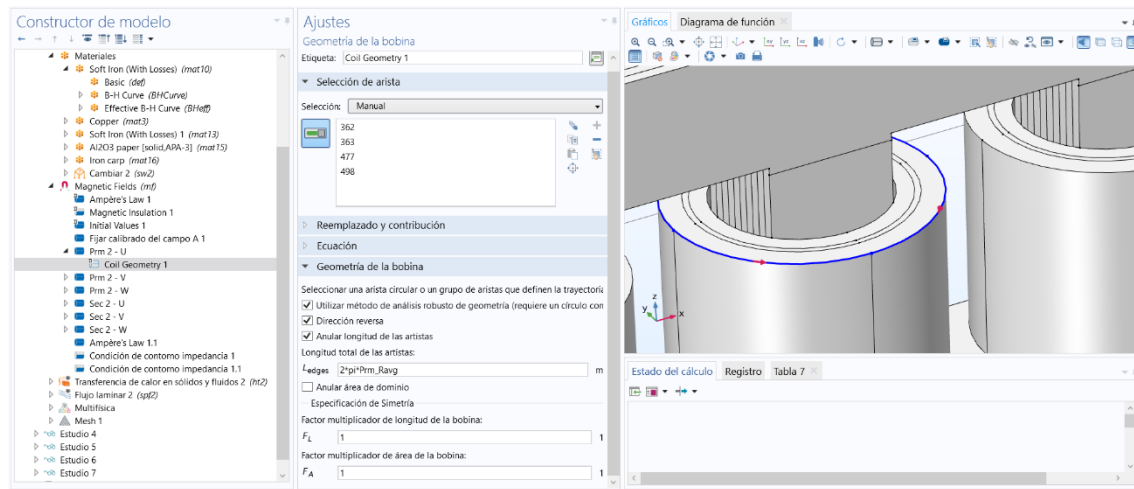 Constructor de modelo
Materiales
Soft Iron (With Losses) (mat10)
Basic (def)
B-H Curve (BHCurve)
Effective B-H Curve (BHeff)
Copper (mat3)
Soft Iron (With Losses) 1 (mat13)
Al2O3 paper [solid,APA-3] (mat15)
Iron carp (mat16)
Cambiar 2 (sw2)
Magnetic Fields (mf)
Ampère's Law 1
Magnetic Insulation 1
Initial Values 1
Fijar calibrado del campo A 1
Prm 2 - U
Coil Geometry 1
Prm 2 - V
Prm 2 - W
Sec 2 - U
Sec 2 - V
Sec 2 - W
Ampère's Law 1.1
Condición de contorno impedancia 1
Condición de contorno impedancia 1.1
Transferencia de calor en sólidos y fluidos 2 (ht2)
Flujo laminar 2 (spf2)
Multifísica
Mesh 1
Estudio 4
Estudio 5
Estudio 6
Estudio 7
Ajustes
Geometría de la bobina
Etiqueta: Coil Geometry 1
Selección de arista
Selección: Manual
362
363
477
498
Reemplazado y contribución
Ecuación
Geometría de la bobina
Seleccionar una arista circular o un grupo de aristas que definen la trayectoria
Utilizar método de análisis robusto de geometría (requiere un círculo con
Dirección reversa
Anular longitud de las artistas
Longitud total de las artistas:
Ledges 2*pi*Prm_Ravg m
Anular área de dominio
Especificación de Simetría
Factor multiplicador de longitud de la bobina:
FL 1 1
Factor multiplicador de área de la bobina:
FA 1 1
Gráficos Diagrama de función
z
y x
Estado del cálculo Registro Tabla 7